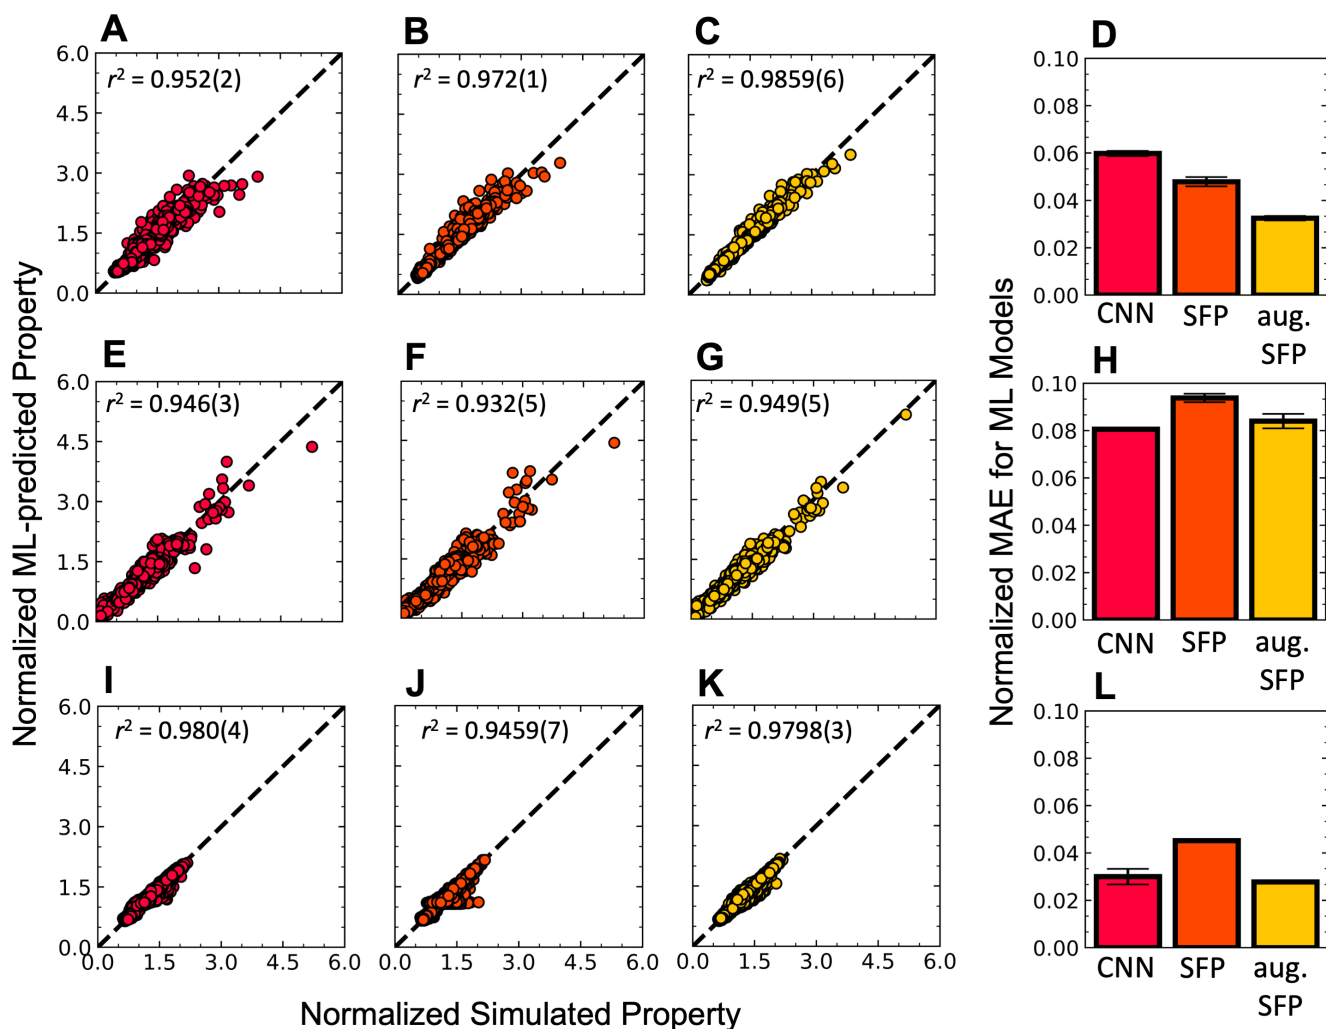 A
B
C
D
6.0
4.5
3.0
1.5
0.0
r² = 0.952(2)
r² = 0.972(1)
r² = 0.9859(6)
0.10
0.08
0.06
0.04
0.02
0.00
CNN
SFP
aug.
SFP
E
F
G
H
6.0
4.5
3.0
1.5
0.0
r² = 0.946(3)
r² = 0.932(5)
r² = 0.949(5)
0.10
0.08
0.06
0.04
0.02
0.00
CNN
SFP
aug.
SFP
I
J
K
L
6.0
4.5
3.0
1.5
0.0
r² = 0.980(4)
r² = 0.9459(7)
r² = 0.9798(3)
0.0 1.5 3.0 4.5 6.0
0.0 1.5 3.0 4.5 6.0
0.0 1.5 3.0 4.5 6.0
0.10
0.08
0.06
0.04
0.02
0.00
CNN
SFP
aug.
SFP
Normalized ML-predicted Property
Normalized MAE for ML Models
Normalized Simulated Property